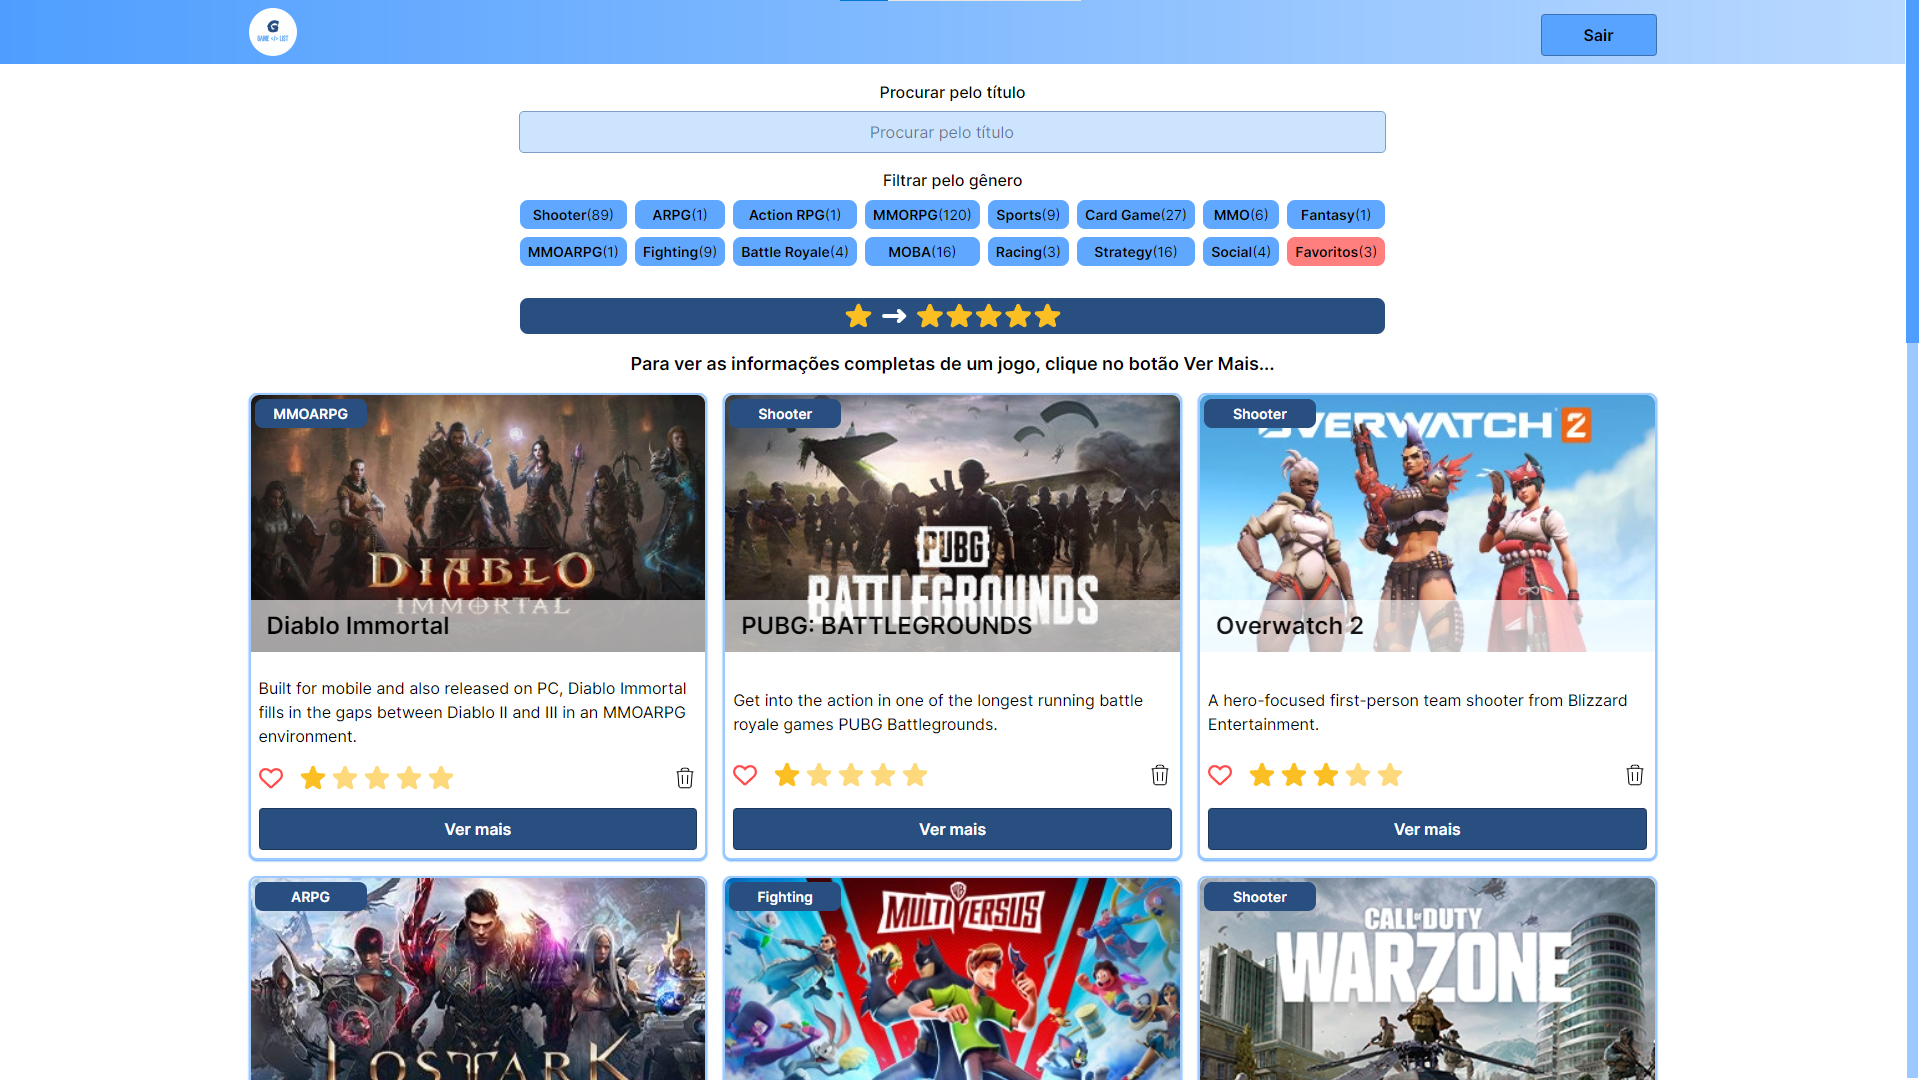 G
GAME </> LIST
Sair
Procurar pelo título
Procurar pelo título
Filtrar pelo gênero
Shooter(89) ARPG(1) Action RPG(1) MMORPG(120) Sports(9) Card Game(27) MMO(6) Fantasy(1)
MMOARPG(1) Fighting(9) Battle Royale(4) MOBA(16) Racing(3) Strategy(16) Social(4) Favoritos(3)
Para ver as informações completas de um jogo, clique no botão Ver Mais...
MMOARPG
DIABLO
IMMORTAL
Diablo Immortal
Built for mobile and also released on PC, Diablo Immortal
fills in the gaps between Diablo II and III in an MMOARPG
environment.
Ver mais
Shooter
PUBG
BATTLEGROUNDS
PUBG: BATTLEGROUNDS
Get into the action in one of the longest running battle
royale games PUBG Battlegrounds.
Ver mais
Shooter
OVERWATCH 2
Overwatch 2
A hero-focused first-person team shooter from Blizzard
Entertainment.
Ver mais
ARPG
LOSTARK
Fighting
WB
MULTIVERSUS
Shooter
CALL OF DUTY
WARZONE